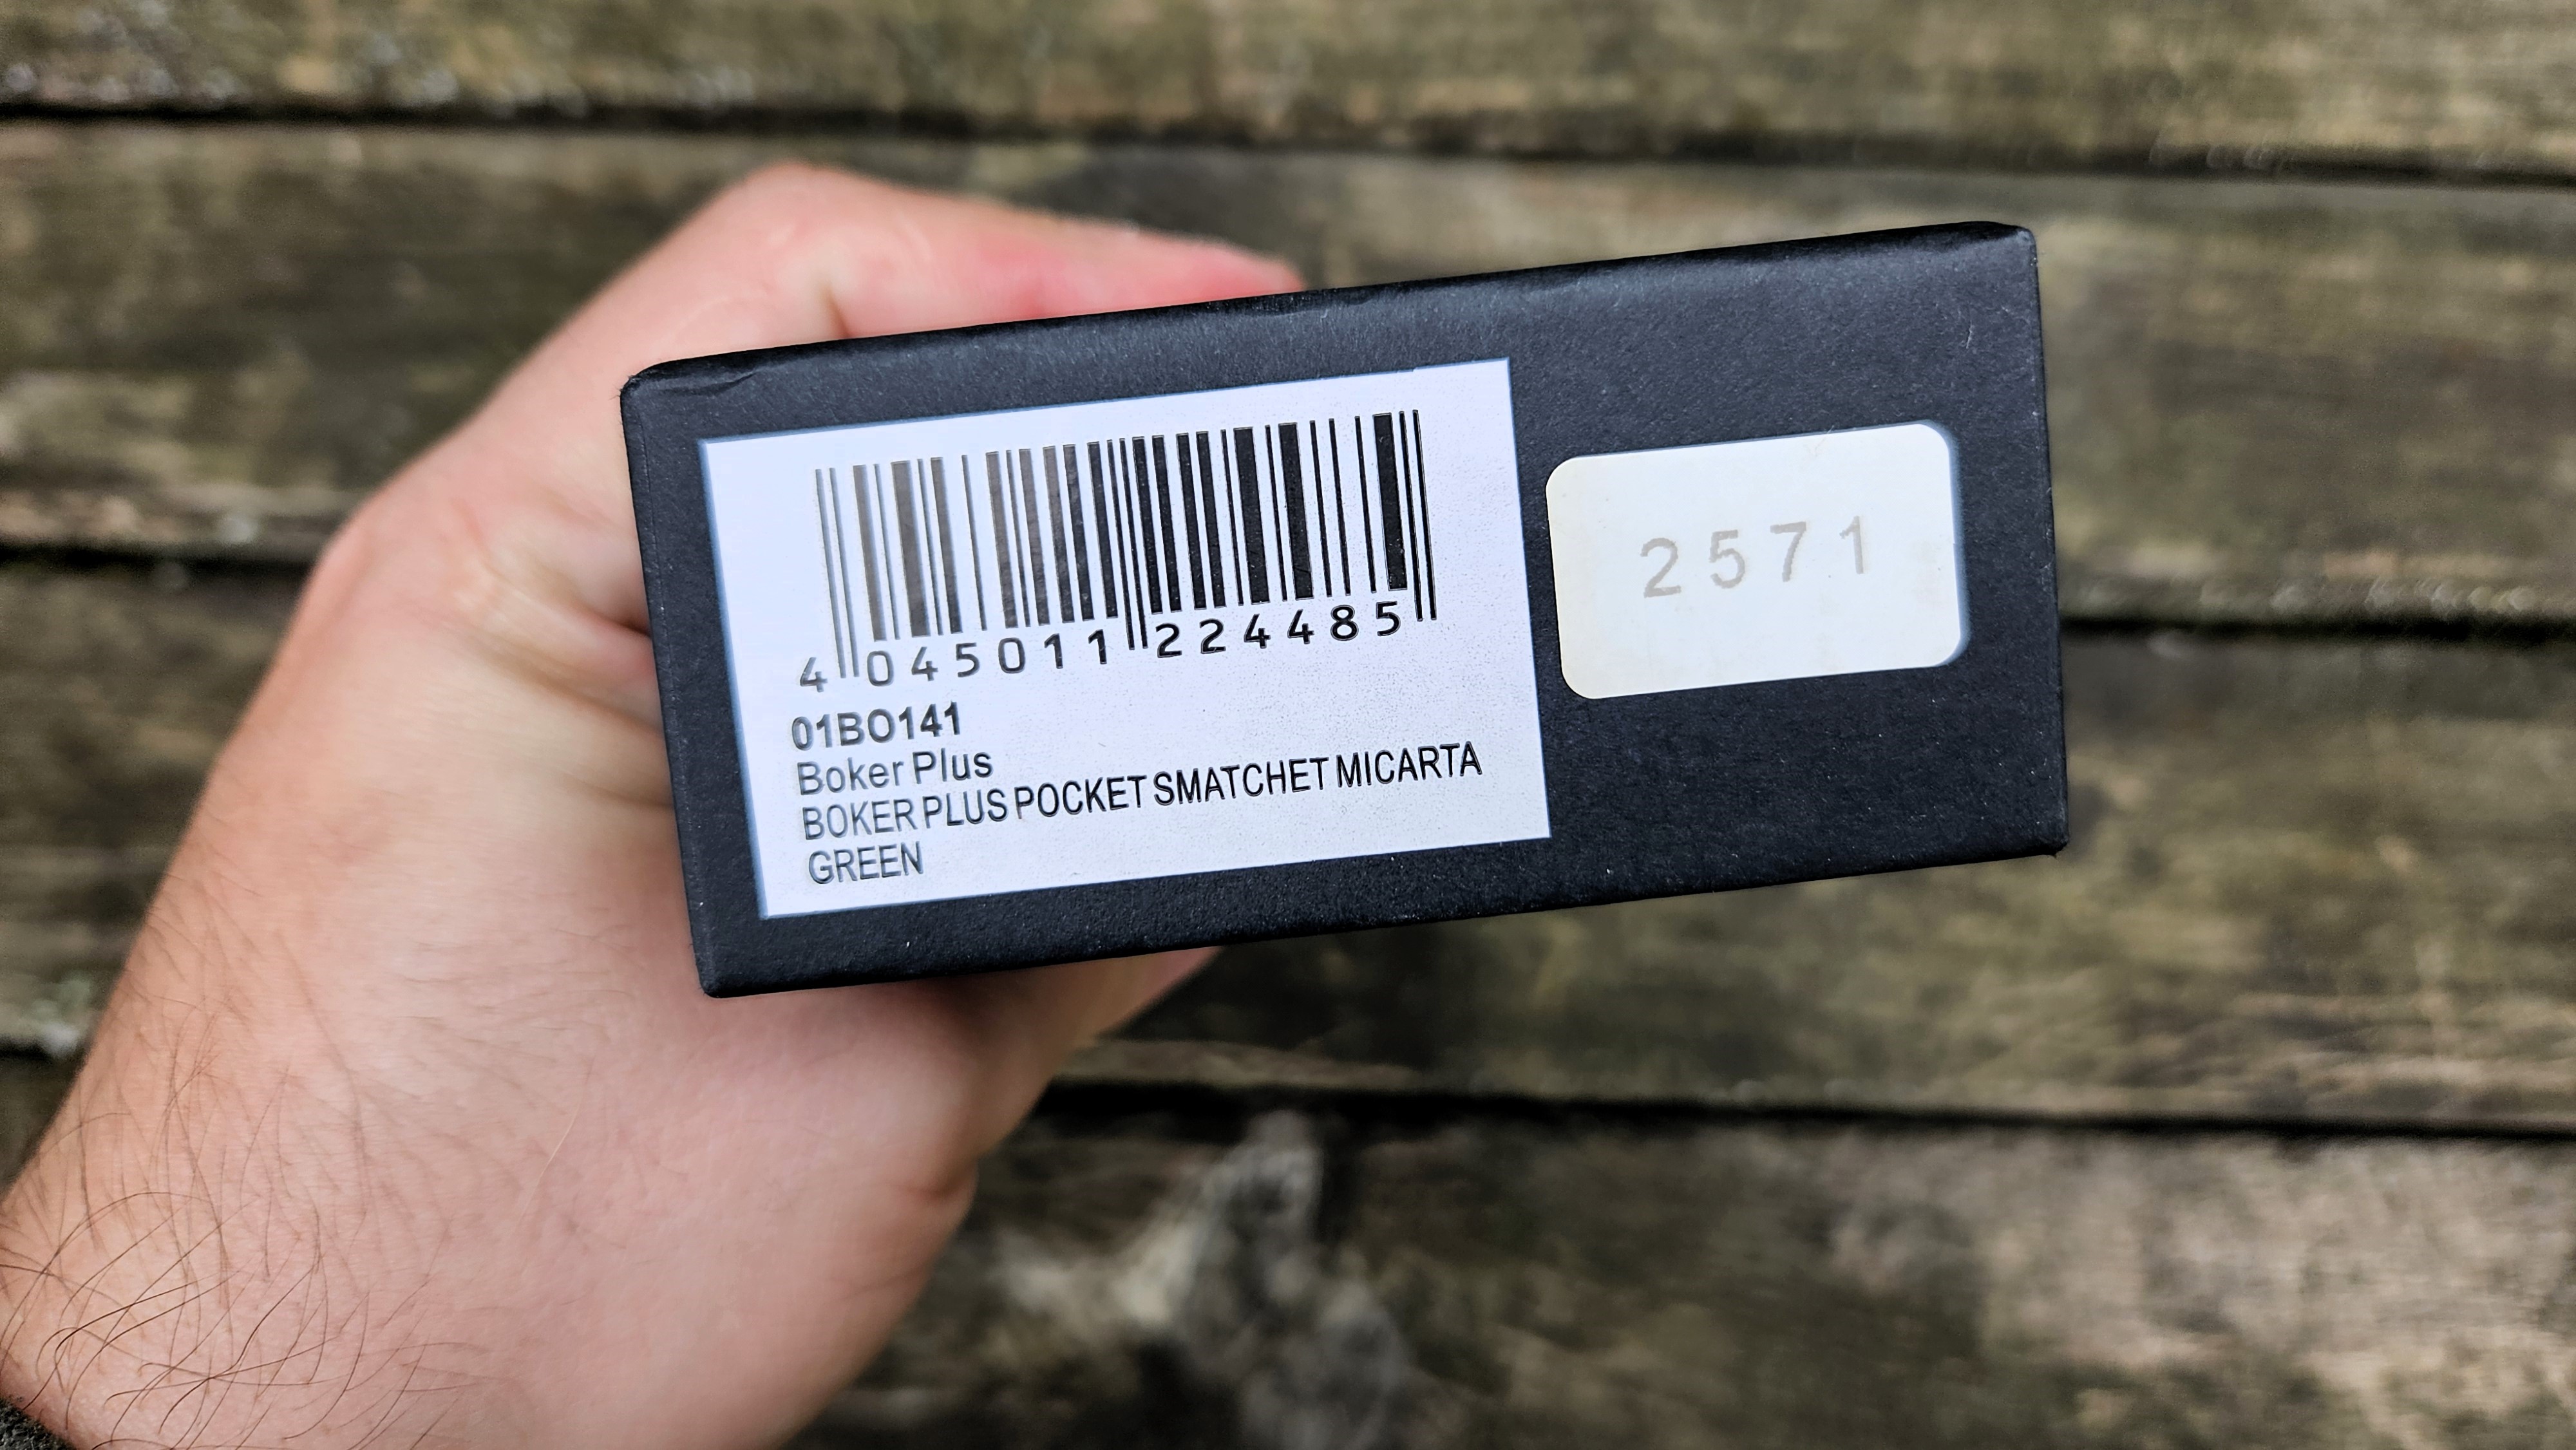 4 045011 224485
01BO141
Boker Plus
BOKER PLUS POCKET SMATCHET MICARTA
GREEN
2571